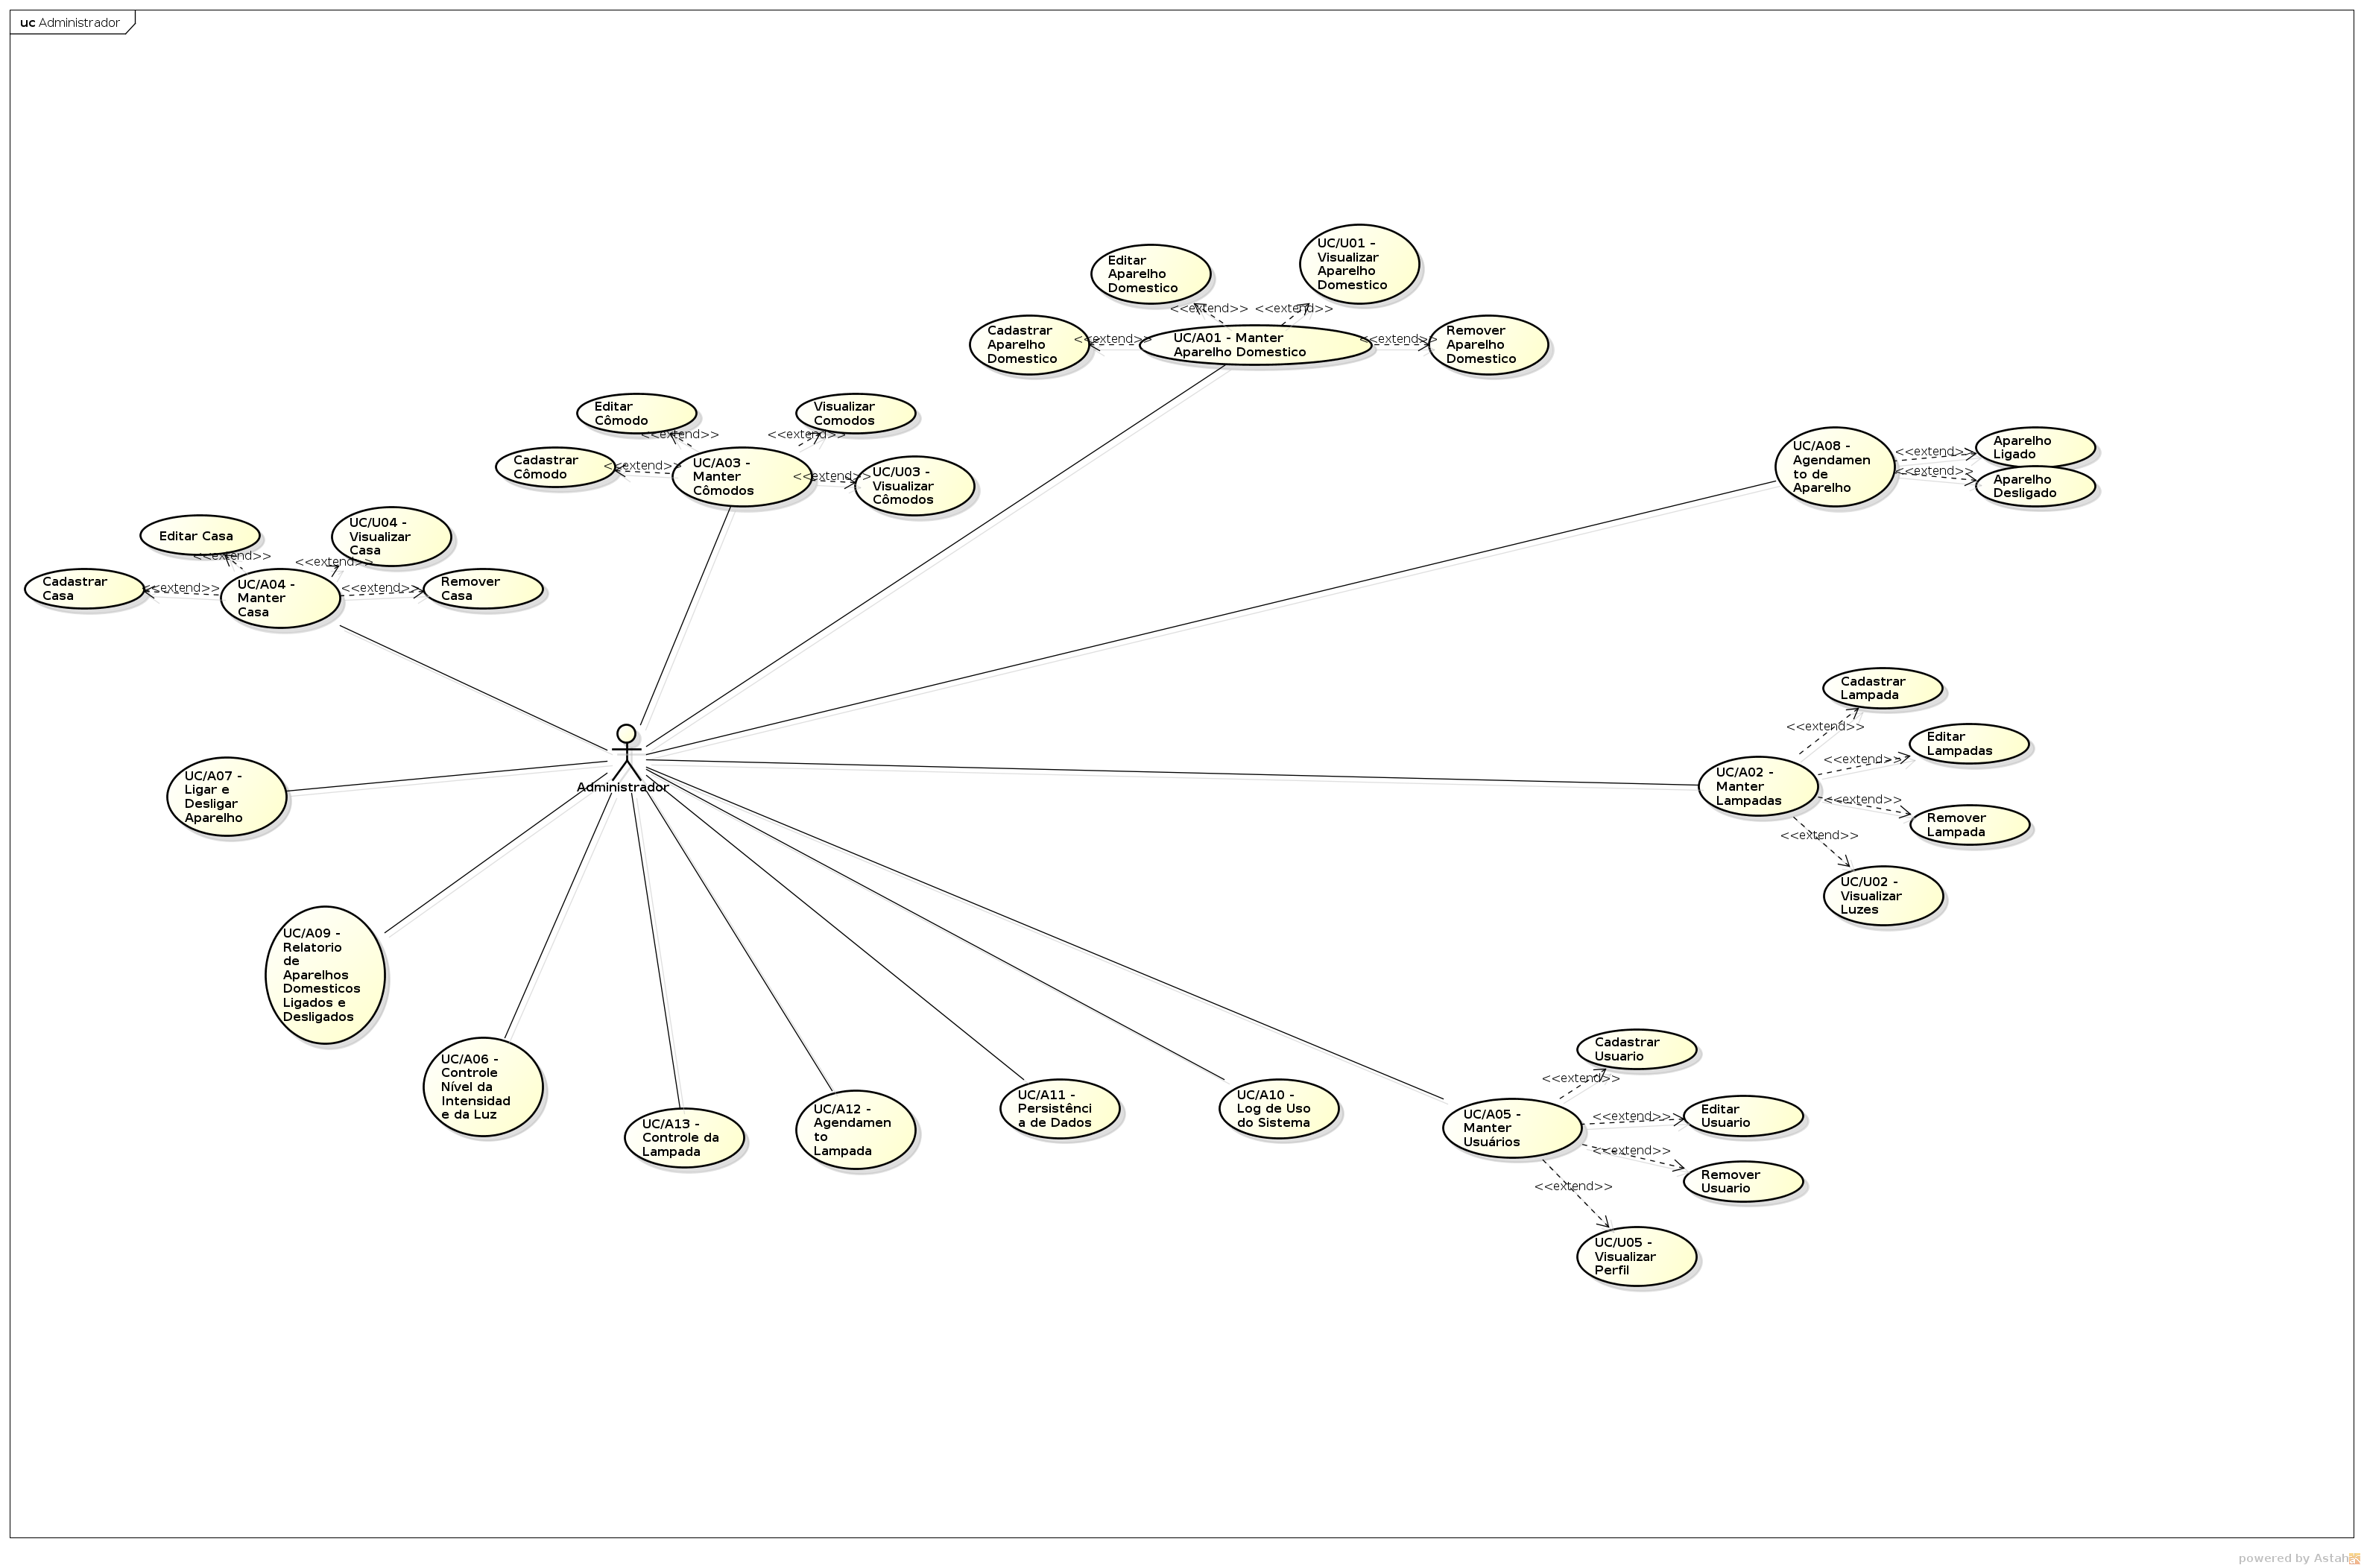 uc Administrador
UC/U01 -
Visualizar
Aparelho
Domestico
Editar
Aparelho
Domestico
<<extend>>
<<extend>>
Cadastrar
Aparelho
Domestico
<<extend>>
UC/A01 - Manter
Aparelho Domestico
<<extend>>
Remover
Aparelho
Domestico
Editar
Cômodo
Visualizar
Comodos
<<extend>>
<<extend>>
Cadastrar
Cômodo
<<extend>>
UC/A03 -
Manter
Cômodos
<<extend>>
UC/U03 -
Visualizar
Cômodos
UC/A08 -
Agendamen
to de
Aparelho
<<extend>>
<<extend>>
Aparelho
Ligado
Aparelho
Desligado
Editar Casa
UC/U04 -
Visualizar
Casa
<<extend>>
<<extend>>
Cadastrar
Casa
<<extend>>
UC/A04 -
Manter
Casa
<<extend>>
Remover
Casa
Cadastrar
Lampada
<<extend>>
Editar
Lampadas
<<extend>>
UC/A02 -
Manter
Lampadas
<<extend>>
Remover
Lampada
<<extend>>
UC/U02 -
Visualizar
Luzes
Administrador
UC/A07 -
Ligar e
Desligar
Aparelho
UC/A09 -
Relatorio
de
Aparelhos
Domesticos
Ligados e
Desligados
UC/A06 -
Controle
Nível da
Intensidad
e da Luz
UC/A13 -
Controle da
Lampada
UC/A12 -
Agendamen
to
Lampada
UC/A11 -
Persistênci
a de Dados
UC/A10 -
Log de Uso
do Sistema
Cadastrar
Usuario
<<extend>>
UC/A05 -
Manter
Usuários
<<extend>>
Editar
Usuario
<<extend>>
Remover
Usuario
<<extend>>
UC/U05 -
Visualizar
Perfil
powered by Astah